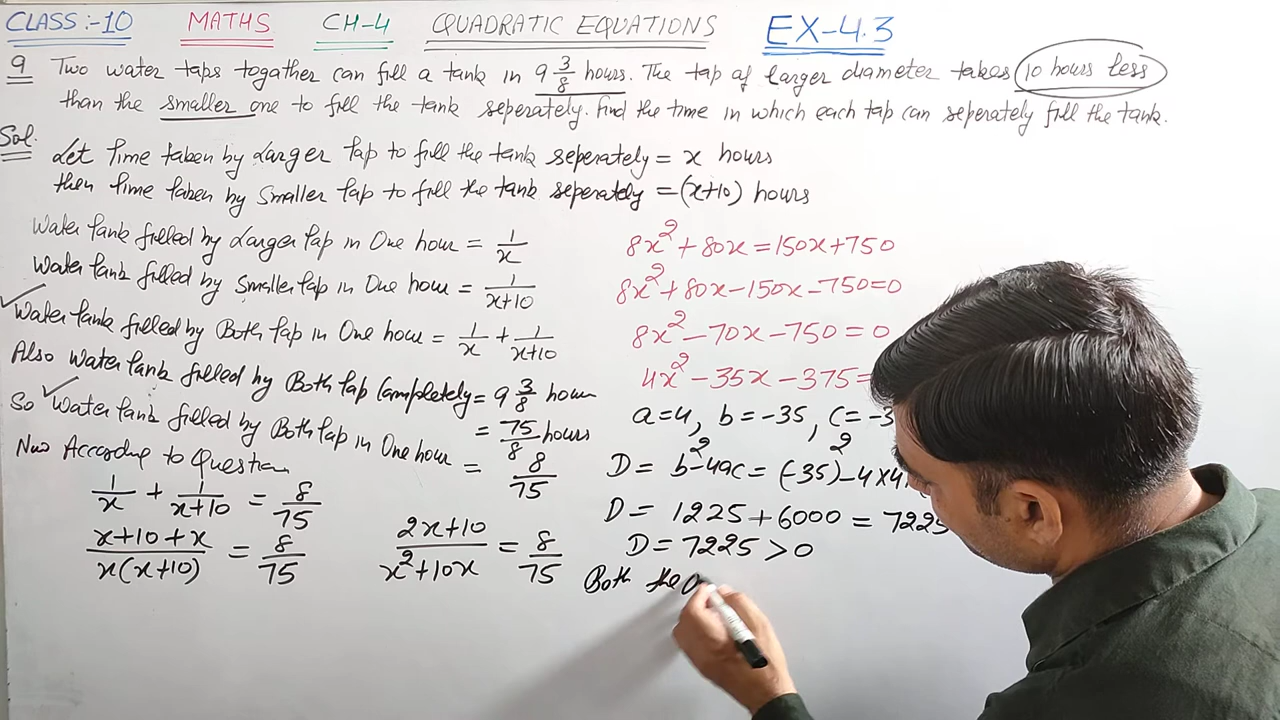 CLASS:-10 MATHS CH-4 QUADRATIC EQUATIONS EX-4.3
9 Two water taps togather can fill a tank in 9 3/8 hours. The tap of larger diameter takes 10 hours less
than the smaller one to fill the tank seperately. Find the time in which each tap can seperately fill the tank.
Sol. Let Time taken by Larger Tap to fill the tank seperately = x hours
then Time taken by Smaller Tap to fill the tank seperately = (x+10) hours
Water Tank filled by Larger Tap in One hour = 1/x
Water Tank filled by Smaller Tap in One hour = 1/(x+10)
Water Tank filled by Both Tap in One hour = 1/x + 1/(x+10)
Also Water Tank filled by Both Tap Completely = 9 3/8 hours
= 75/8 hours
So Water Tank filled by Both Tap in One hour = 8/75
Now According to Question
1/x + 1/(x+10) = 8/75
(x+10+x)/(x(x+10)) = 8/75
(2x+10)/(x²+10x) = 8/75
8x² + 80x = 150x + 750
8x² + 80x - 150x - 750 = 0
8x² - 70x - 750 = 0
4x² - 35x - 375 =
a=4, b=-35, c=-3
D = b²-4ac = (-35)²-4×4×
D = 1225 + 6000 = 7225
D = 7225 > 0
Both the